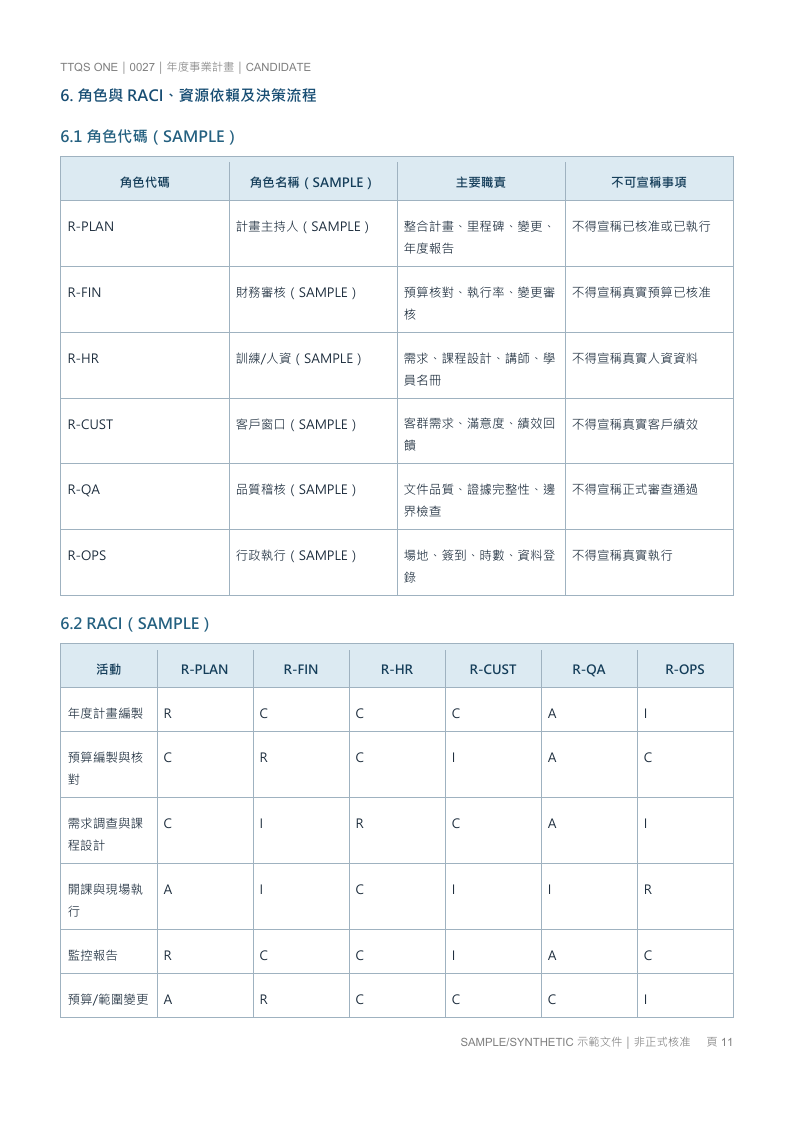 TTQS ONE｜0027｜年度事業計畫｜CANDIDATE
6. 角色與 RACI、資源依賴及決策流程
6.1 角色代碼（SAMPLE）
角色代碼 角色名稱（SAMPLE） 主要職責 不可宣稱事項
R-PLAN 計畫主持人（SAMPLE） 整合計畫、里程碑、變更、 不得宣稱已核准或已執行
年度報告
R-FIN 財務審核（SAMPLE） 預算核對、執行率、變更審 不得宣稱真實預算已核准
核
R-HR 訓練/人資（SAMPLE） 需求、課程設計、講師、學 不得宣稱真實人資資料
員名冊
R-CUST 客戶窗口（SAMPLE） 客群需求、滿意度、績效回 不得宣稱真實客戶績效
饋
R-QA 品質稽核（SAMPLE） 文件品質、證據完整性、邊 不得宣稱正式審查通過
界檢查
R-OPS 行政執行（SAMPLE） 場地、簽到、時數、資料登 不得宣稱真實執行
錄
6.2 RACI（SAMPLE）
活動 R-PLAN R-FIN R-HR R-CUST R-QA R-OPS
年度計畫編製 R C C C A I
預算編製與核 C R C I A C
對
需求調查與課 C I R C A I
程設計
開課與現場執 A I C I I R
行
監控報告 R C C I A C
預算/範圍變更 A R C C C I
SAMPLE/SYNTHETIC 示範文件｜非正式核准 頁 11